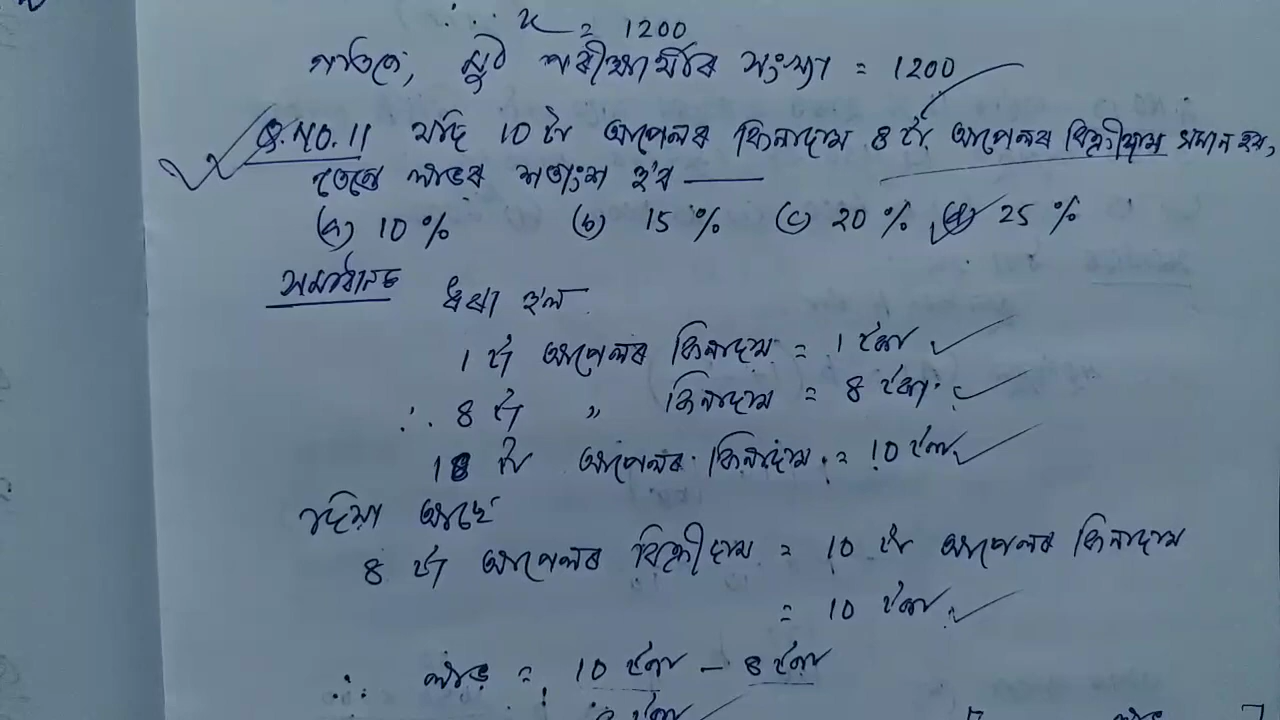 ∴ x = 1200
গতিকে, মুঠ পৰীক্ষাৰ্থীৰ সংখ্যা = 1200
Q.NO.11 যদি 10 টা আপেলৰ কিনাদাম 8 টা আপেলৰ বিক্ৰীদাম সমান হয়,
তেন্তে লাভৰ শতাংশ হ'ব ——
(a) 10 % (b) 15 % (c) 20 % (d) 25 %
সমাধানঃ ধৰা হ'ল
1 টা আপেলৰ কিনাদাম = 1 টকা
∴ 8 টা " কিনাদাম = 8 টকা
10 টা আপেলৰ কিনাদাম = 10 টকা
দিয়া আছে
8 টা আপেলৰ বিক্ৰীদাম = 10 টা আপেলৰ কিনাদাম
= 10 টকা
∴ লাভ = 10 টকা - 8 টকা
টকা